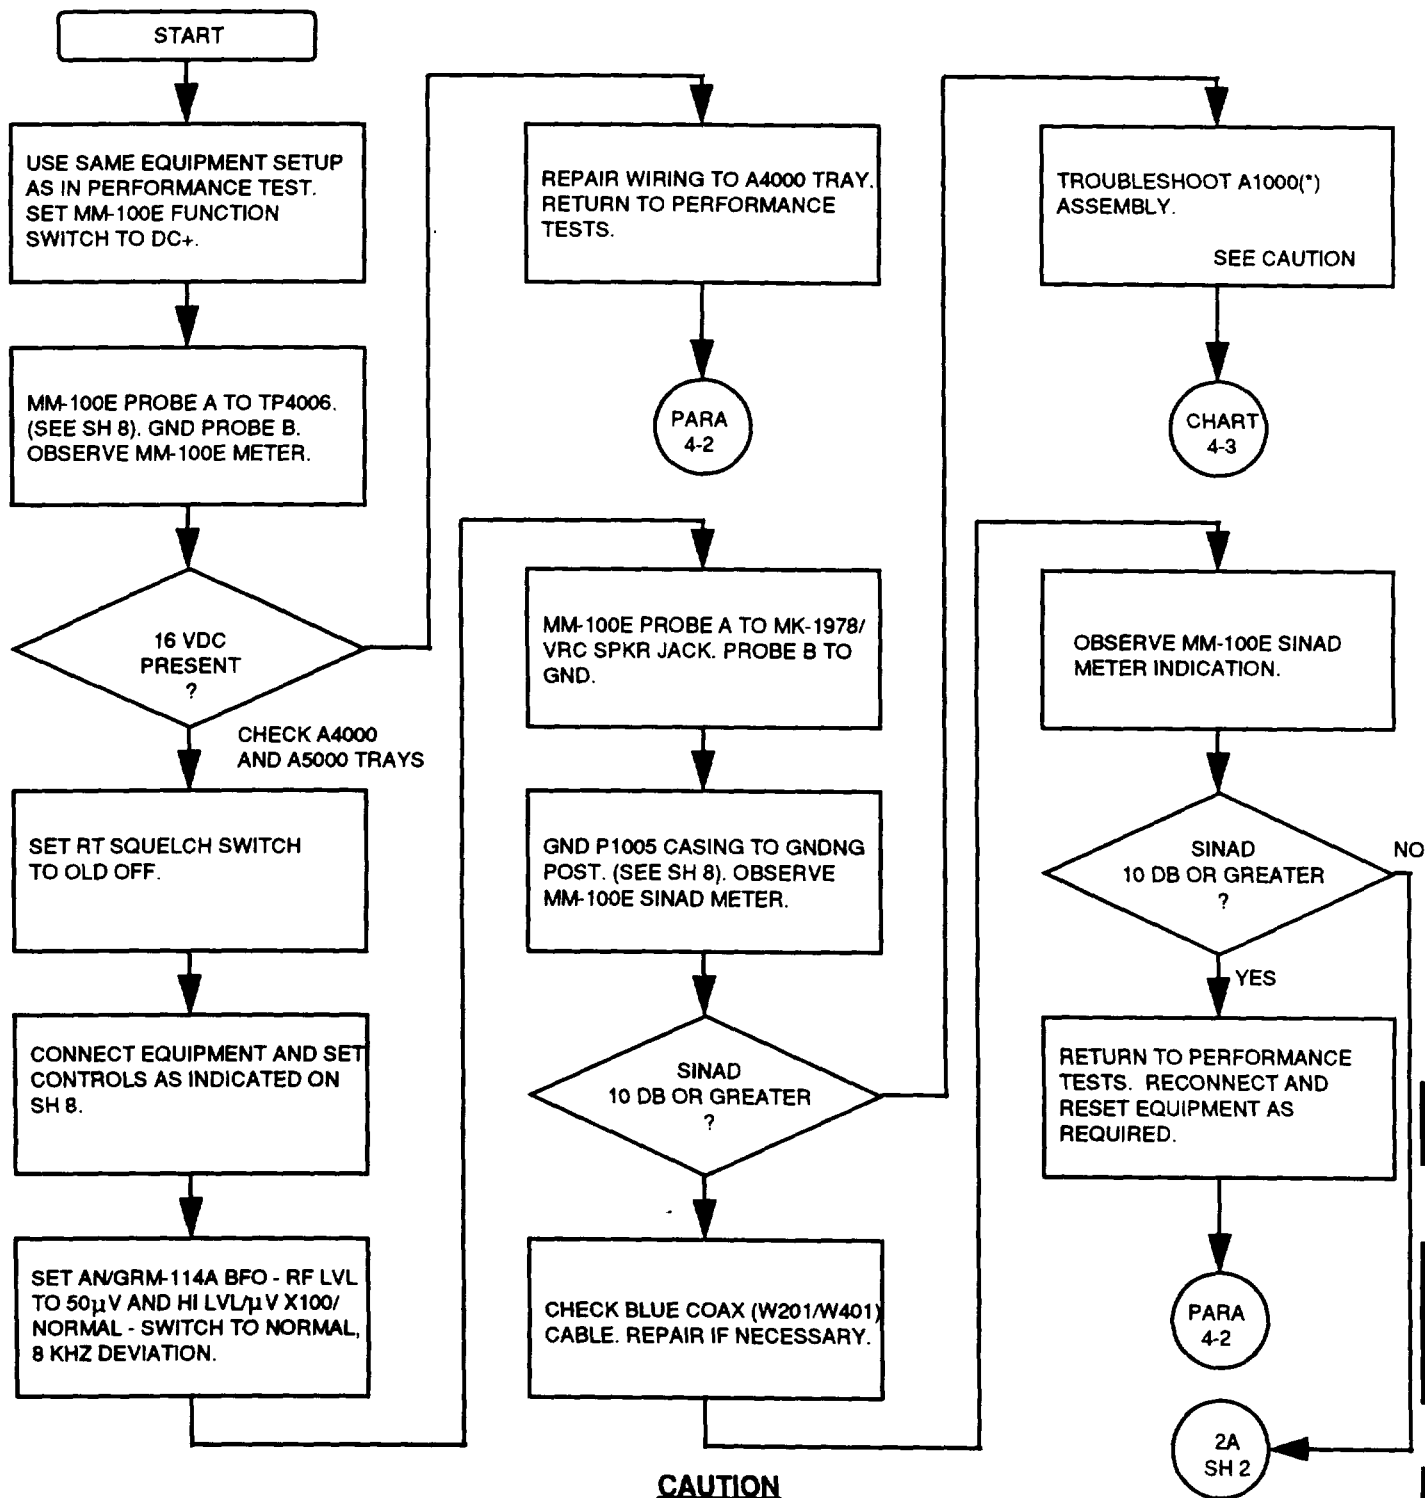 START
USE SAME EQUIPMENT SETUP
AS IN PERFORMANCE TEST.
SET MM-100E FUNCTION
SWITCH TO DC+.
MM-100E PROBE A TO TP4006.
(SEE SH 8). GND PROBE B.
OBSERVE MM-100E METER.
16 VDC
PRESENT
?
CHECK A4000
AND A5000 TRAYS
SET RT SQUELCH SWITCH
TO OLD OFF.
CONNECT EQUIPMENT AND SET
CONTROLS AS INDICATED ON
SH 8.
SET AN/GRM-114A BFO - RF LVL
TO 50µV AND HI LVL/µV X100/
NORMAL - SWITCH TO NORMAL,
8 KHZ DEVIATION.
REPAIR WIRING TO A4000 TRAY.
RETURN TO PERFORMANCE
TESTS.
PARA
4-2
MM-100E PROBE A TO MK-1978/
VRC SPKR JACK. PROBE B TO
GND.
GND P1005 CASING TO GNDNG
POST. (SEE SH 8). OBSERVE
MM-100E SINAD METER.
SINAD
10 DB OR GREATER
?
CHECK BLUE COAX (W201/W401)
CABLE. REPAIR IF NECESSARY.
TROUBLESHOOT A1000(*)
ASSEMBLY.
SEE CAUTION
CHART
4-3
OBSERVE MM-100E SINAD
METER INDICATION.
SINAD
10 DB OR GREATER
?
NO
YES
RETURN TO PERFORMANCE
TESTS. RECONNECT AND
RESET EQUIPMENT AS
REQUIRED.
PARA
4-2
2A
SH 2
CAUTION